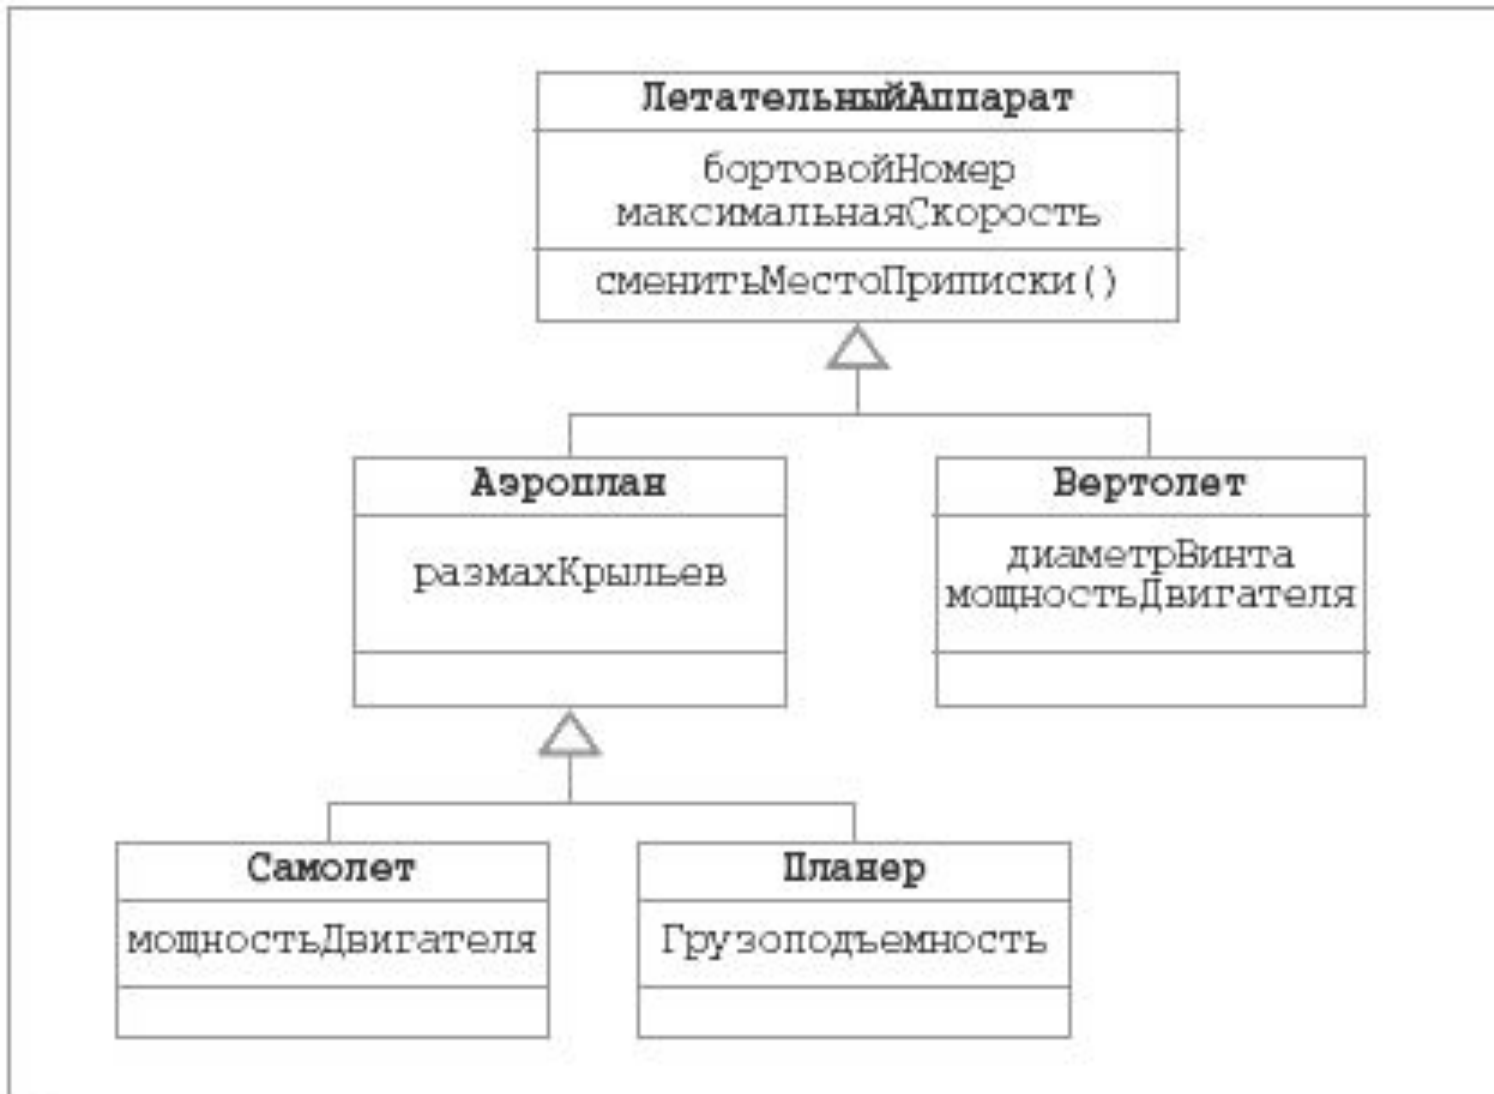 ЛетательныйАппарат
бортовойНомер
максимальнаяСкорость
сменитьМестоПриписки()
Аэроплан
размахКрыльев
Вертолет
диаметрВинта
мощностьДвигателя
Самолет
мощностьДвигателя
Планер
Грузоподъемность